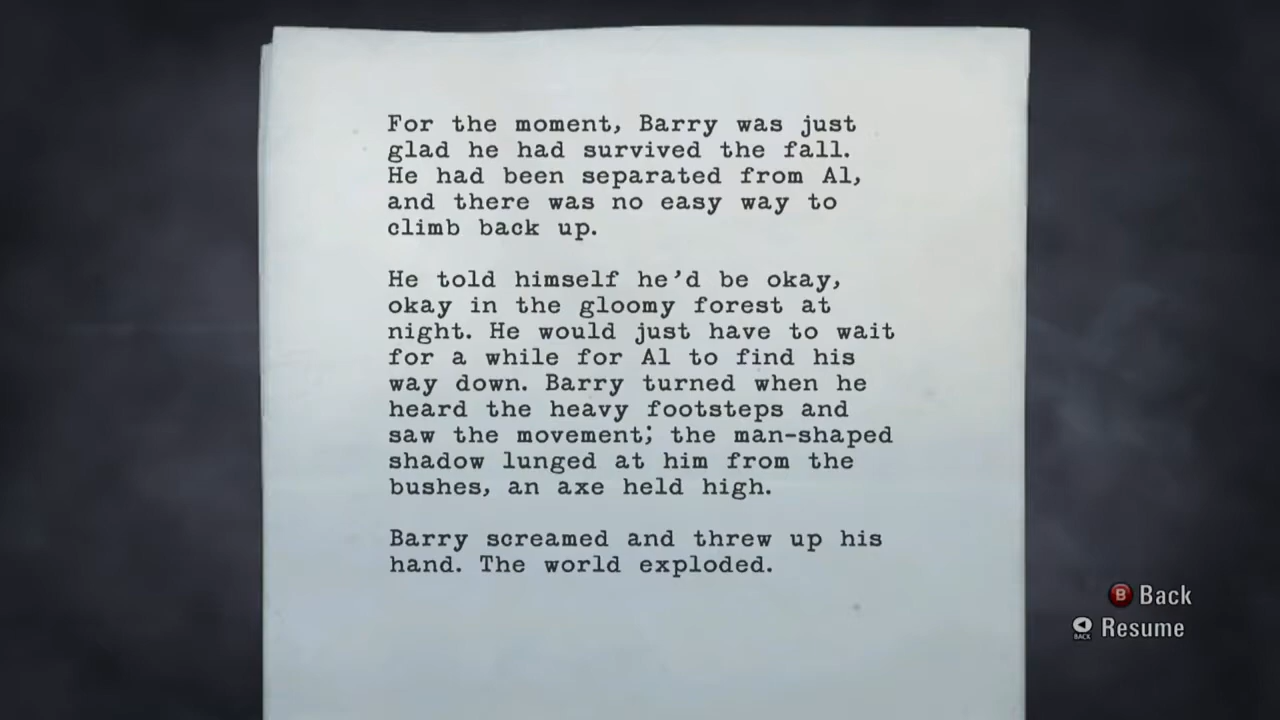 For the moment, Barry was just
glad he had survived the fall.
He had been separated from Al,
and there was no easy way to
climb back up.
He told himself he'd be okay,
okay in the gloomy forest at
night. He would just have to wait
for a while for Al to find his
way down. Barry turned when he
heard the heavy footsteps and
saw the movement; the man-shaped
shadow lunged at him from the
bushes, an axe held high.
Barry screamed and threw up his
hand. The world exploded.
B Back
BACK Resume